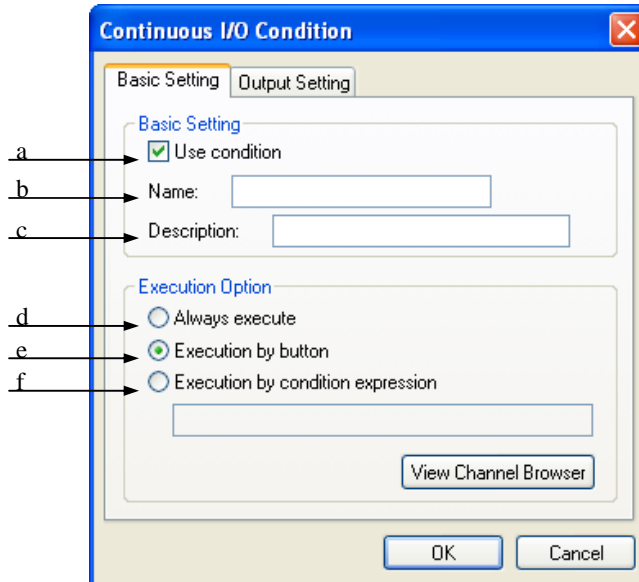 Continuous I/O Condition
Basic Setting Output Setting
Basic Setting
a Use condition
b Name:
c Description:
Execution Option
d Always execute
e Execution by button
f Execution by condition expression
View Channel Browser
OK Cancel